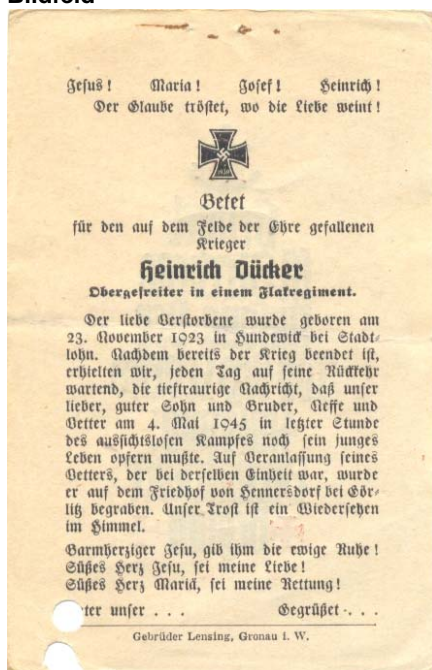 Jesus! Maria! Josef! Heinrich!
Der Glaube tröstet, wo die Liebe weint!
Betet
für den auf dem Felde der Ehre gefallenen
Krieger
Heinrich Dücker
Obergefreiter in einem Flakregiment.
Der liebe Verstorbene wurde geboren am
23. November 1923 in Hundewick bei Stadt-
lohn. Nachdem bereits der Krieg beendet ist,
erhielten wir, jeden Tag auf seine Rückkehr
wartend, die tieftraurige Nachricht, daß unser
lieber, guter Sohn und Bruder, Neffe und
Vetter am 4. Mai 1945 in letzter Stunde
des aussichtslosen Kampfes noch sein junges
Leben opfern mußte. Auf Veranlassung seines
Vetters, der bei derselben Einheit war, wurde
er auf dem Friedhof von Hennersdorf bei Gör-
litz begraben. Unser Trost ist ein Wiedersehen
im Himmel.
Barmherziger Jesu, gib ihm die ewige Ruhe!
Süßes Herz Jesu, sei meine Liebe!
Süßes Herz Mariä, sei meine Rettung!
ter unser . . . Gegrüßet . . .
Gebrüder Lensing, Gronau i. W.